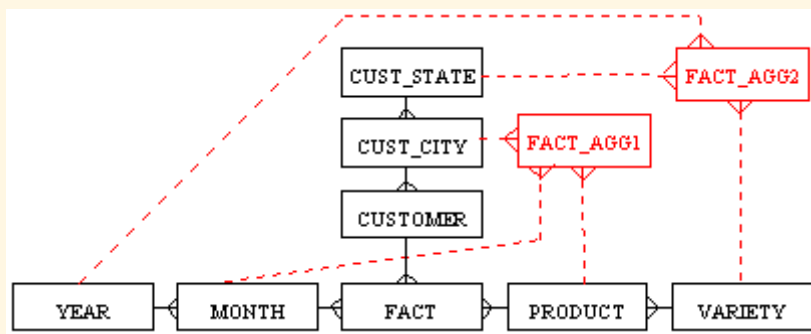 CUST_STATE
FACT_AGG2
CUST_CITY
FACT_AGG1
CUSTOMER
YEAR
MONTH
FACT
PRODUCT
VARIETY